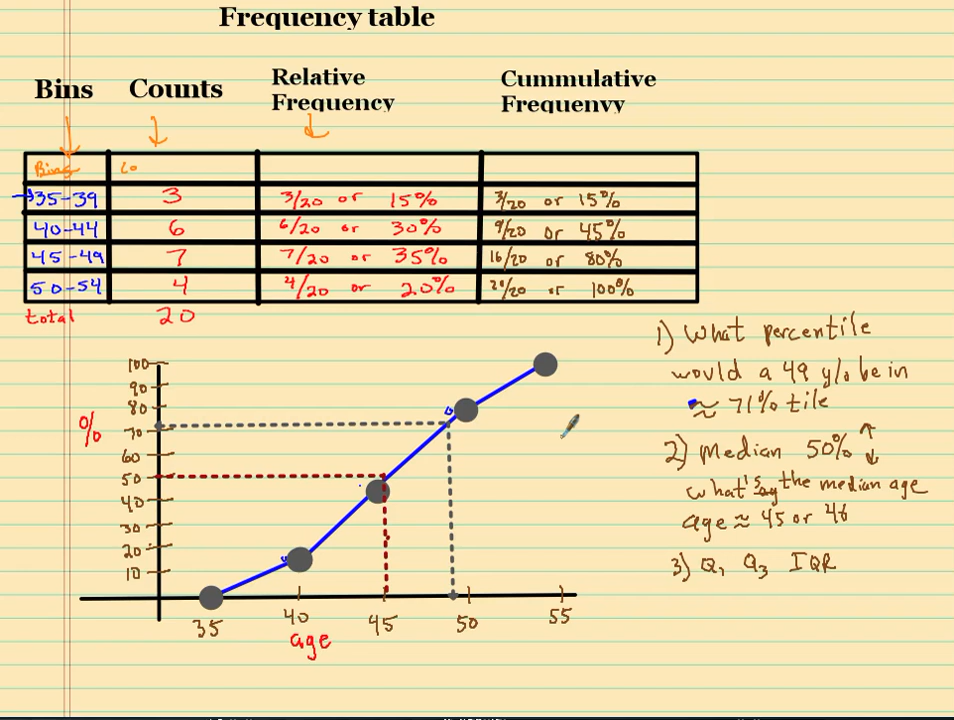 Frequency table
Bins Counts Relative Frequency Cummulative Frequenvy
Bins Co
35-39 3 3/20 or 15% 3/20 or 15%
40-44 6 6/20 or 30% 9/20 or 45%
45-49 7 7/20 or 35% 16/20 or 80%
50-54 4 4/20 or 20% 20/20 or 100%
total 20
1) What percentile
would a 49 y/o be in
≈ 71% tile
2) Median 50%
what's the median age
age ≈ 45 or 46
3) Q1 Q3 IQR
100
90
80
70
%
60
50
40
30
20
10
35 40 45 50 55
age